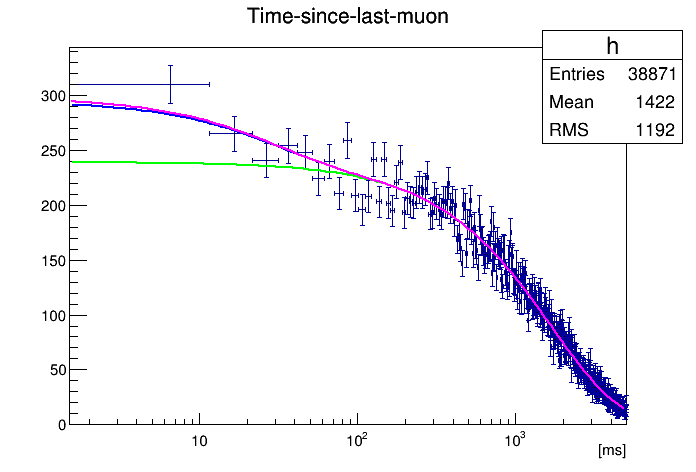 Time-since-last-muon
h
Entries 38871
Mean 1422
RMS 1192
300
250
200
150
100
50
0
10
10²
10³
[ms]